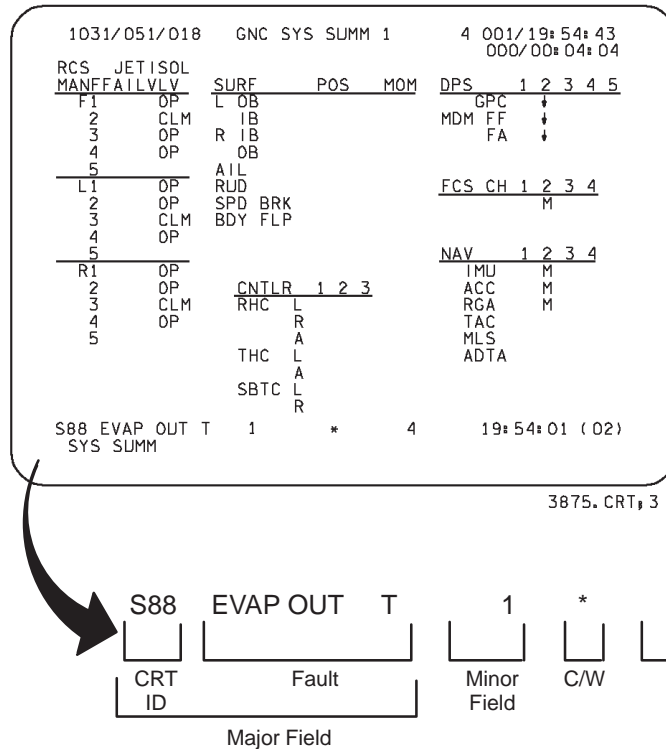 1031/051/018 GNC SYS SUMM 1 4 001/19:54:43
000/00:04:04
RCS JET ISOL
MANF FAIL VLV SURF POS MOM DPS 1 2 3 4 5
F1 OP L OB GPC ↓
2 CLM IB MDM FF ↓
3 OP R IB FA ↓
4 OP OB
5 AIL
L1 OP RUD FCS CH 1 2 3 4
2 OP SPD BRK M
3 CLM BDY FLP
4 OP
5 NAV 1 2 3 4
R1 OP IMU M
2 OP CNTLR 1 2 3 ACC M
3 CLM RHC L RGA M
4 OP R TAC
5 A MLS
THC L ADTA
A
SBTC L
R
S88 EVAP OUT T 1 * 4 19:54:01 (02)
SYS SUMM
3875.CRT;3
S88 EVAP OUT T 1 *
CRT Fault Minor C/W
ID Field
Major Field